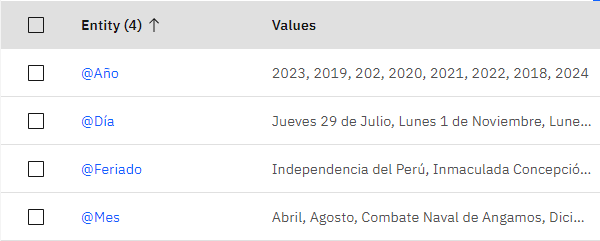 Entity (4) ↑ Values
@Año 2023, 2019, 202, 2020, 2021, 2022, 2018, 2024
@Día Jueves 29 de Julio, Lunes 1 de Noviembre, Lune...
@Feriado Independencia del Perú, Inmaculada Concepció...
@Mes Abril, Agosto, Combate Naval de Angamos, Dici...